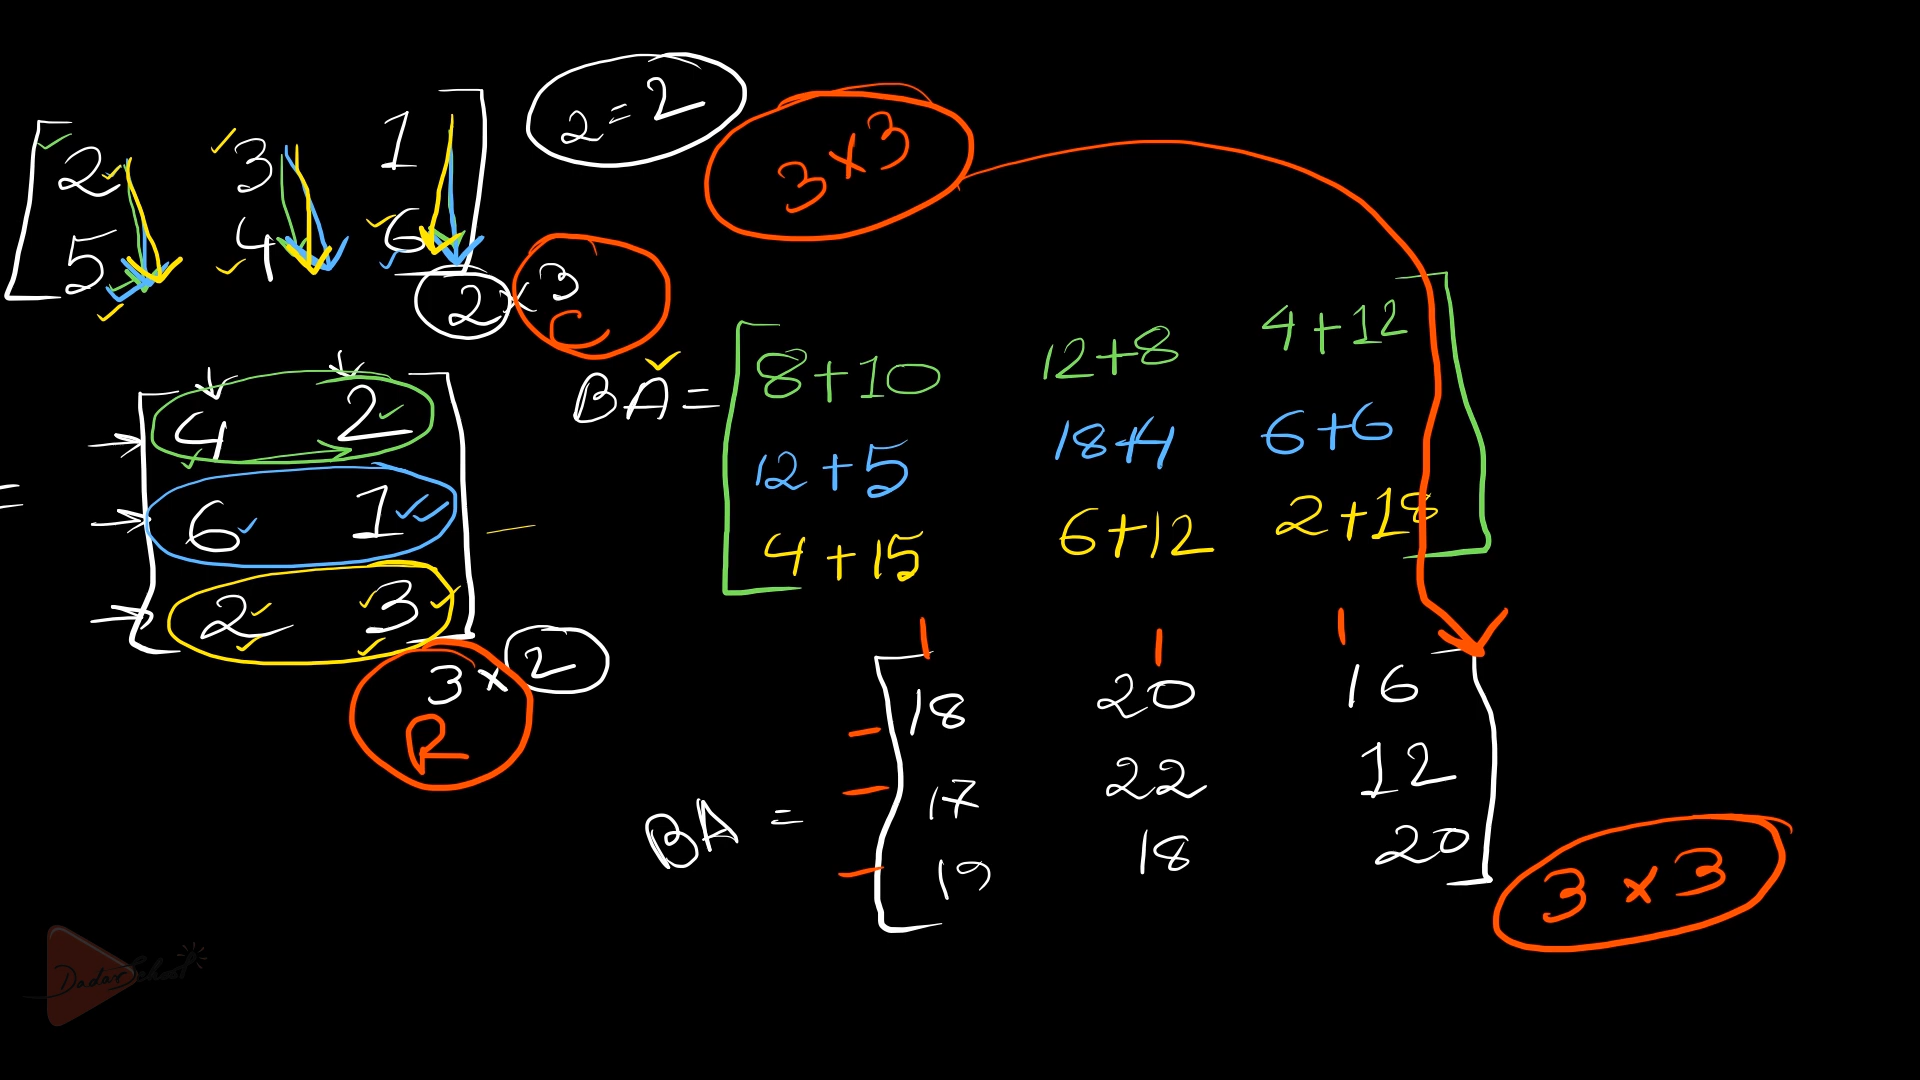 2 3 1
5 4 6
2 × 3
C
2 = 2
3 × 3
=
4 2
6 1
2 3
3 × 2
R
BA =
8+10 12+8 4+12
12+5 18+4 6+6
4+15 6+12 2+18
BA =
18 20 16
17 22 12
19 18 20
3 × 3
Dadar School